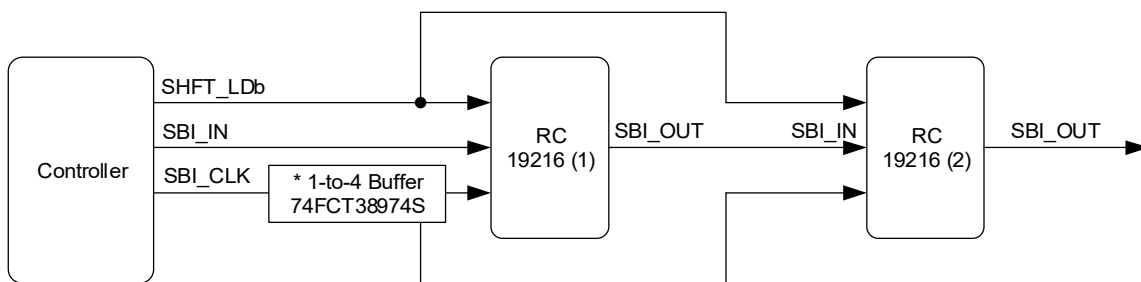 SHFT_LDb
SBI_IN
SBI_CLK
Controller
* 1-to-4 Buffer
74FCT38974S
RC
19216 (1)
SBI_OUT
SBI_IN
RC
19216 (2)
SBI_OUT